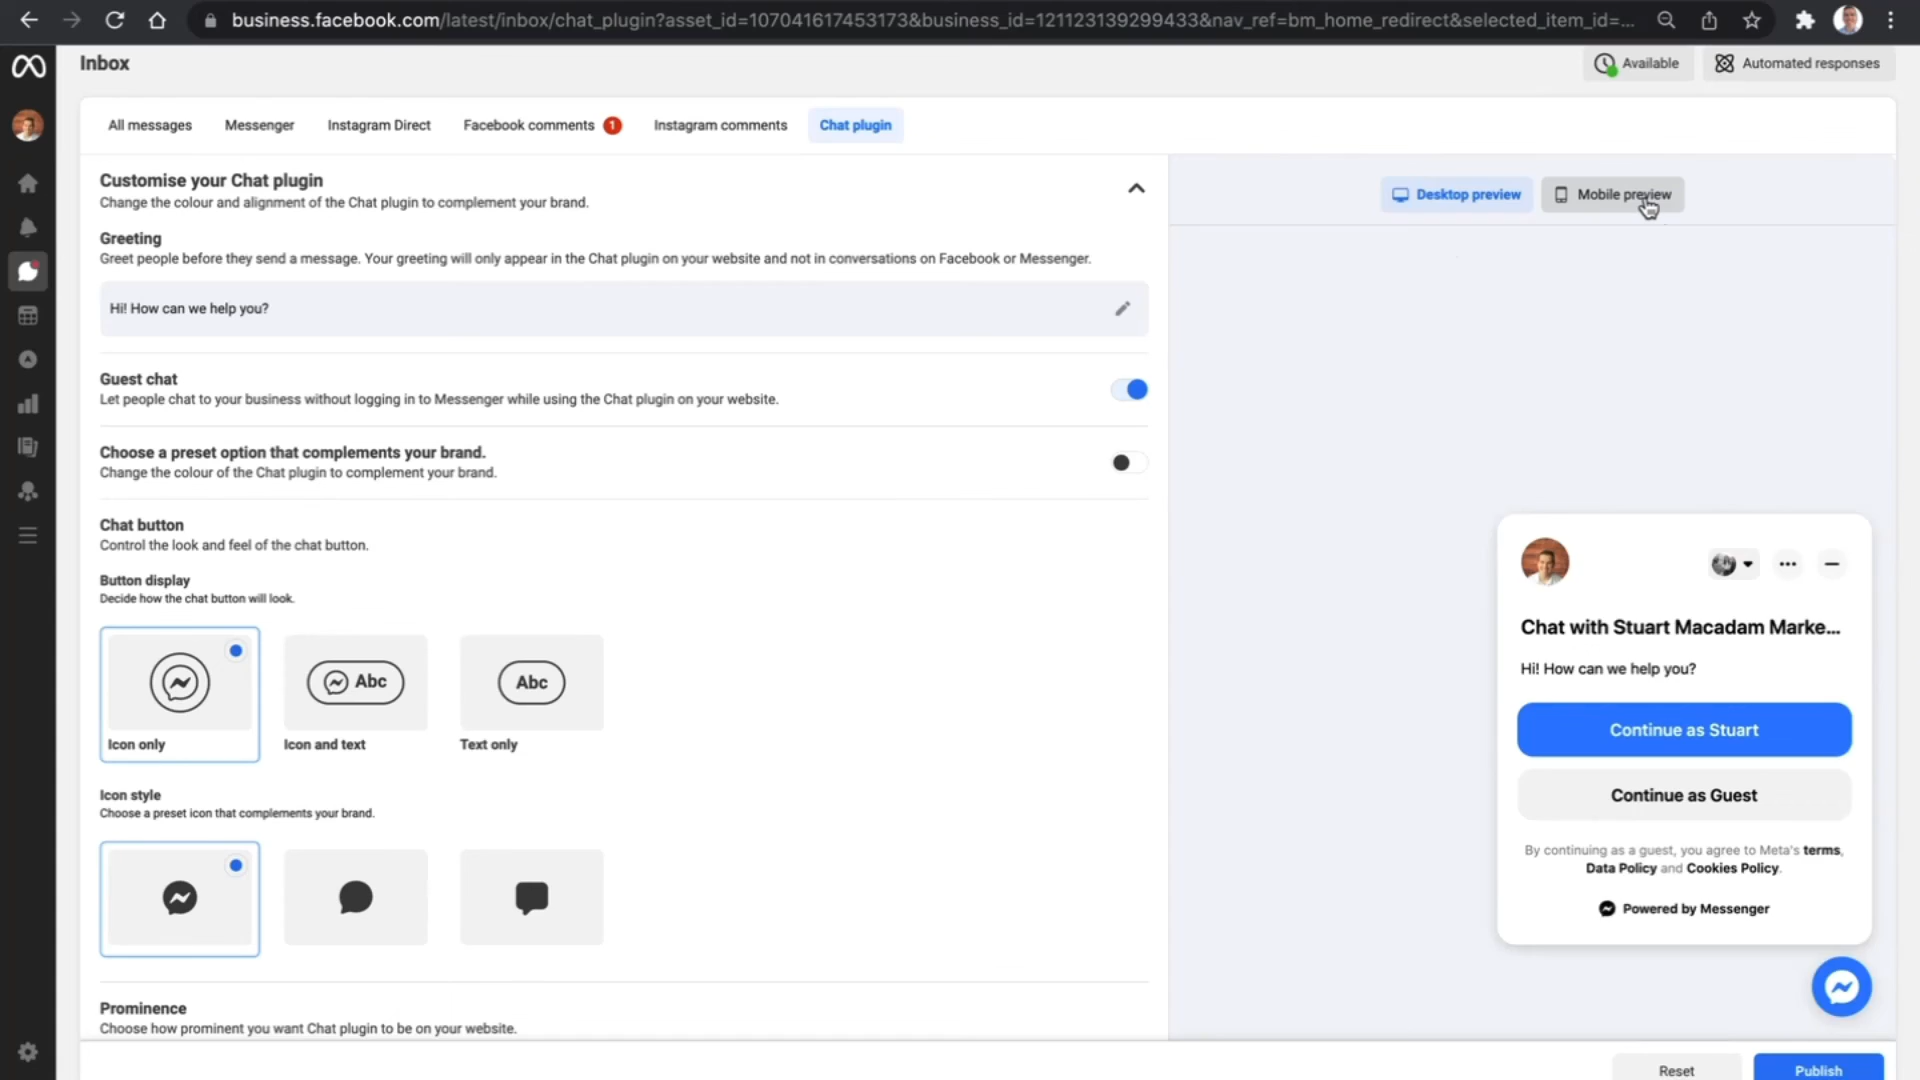 business.facebook.com/latest/inbox/chat_plugin?asset_id=107041617453173&business_id=121123139299433&nav_ref=bm_home_redirect&selected_item_id=...
Inbox
Available
Automated responses
All messages
Messenger
Instagram Direct
Facebook comments 1
Instagram comments
Chat plugin
Customise your Chat plugin
Change the colour and alignment of the Chat plugin to complement your brand.
Desktop preview
Mobile preview
Greeting
Greet people before they send a message. Your greeting will only appear in the Chat plugin on your website and not in conversations on Facebook or Messenger.
Hi! How can we help you?
Guest chat
Let people chat to your business without logging in to Messenger while using the Chat plugin on your website.
Choose a preset option that complements your brand.
Change the colour of the Chat plugin to complement your brand.
Chat button
Control the look and feel of the chat button.
Button display
Decide how the chat button will look.
Abc
Abc
Icon only
Icon and text
Text only
Icon style
Choose a preset icon that complements your brand.
Prominence
Choose how prominent you want Chat plugin to be on your website.
Chat with Stuart Macadam Marke...
Hi! How can we help you?
Continue as Stuart
Continue as Guest
By continuing as a guest, you agree to Meta's terms,
Data Policy and Cookies Policy.
Powered by Messenger
Reset
Publish